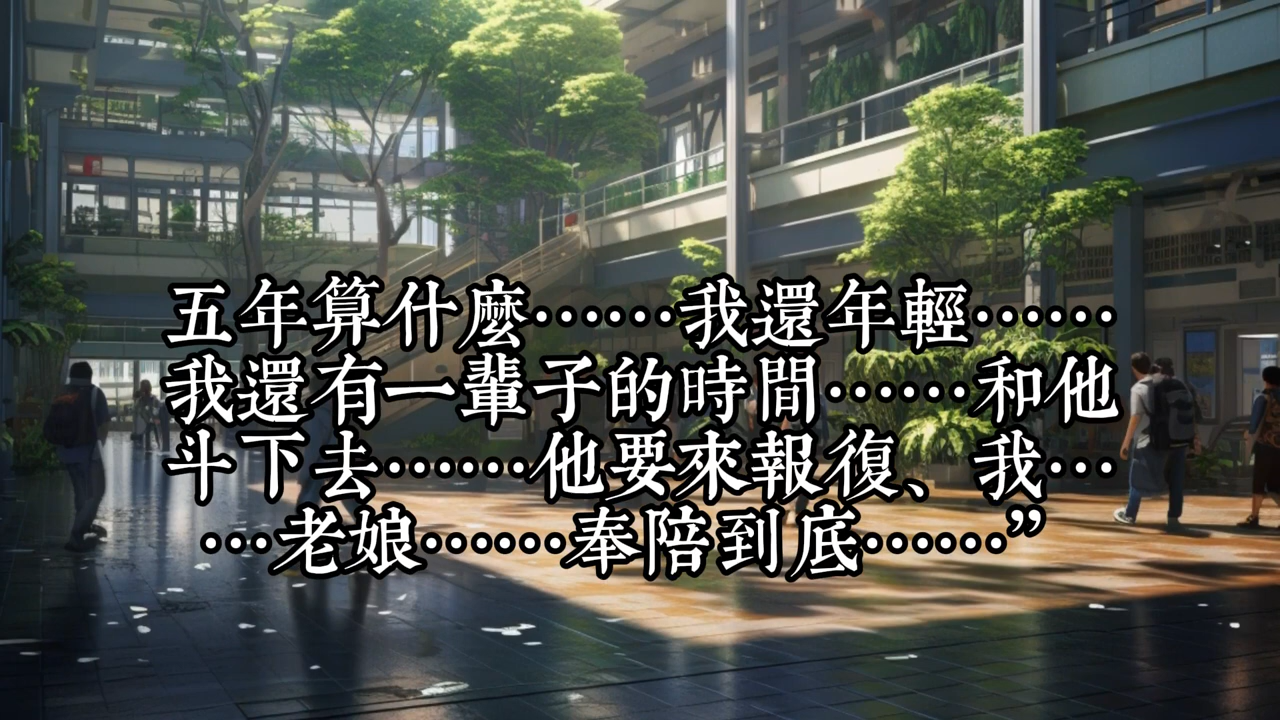 五年算什麼……我還年輕……
我還有一輩子的時間……和他
斗下去……他要來報復、我…
…老娘……奉陪到底……”